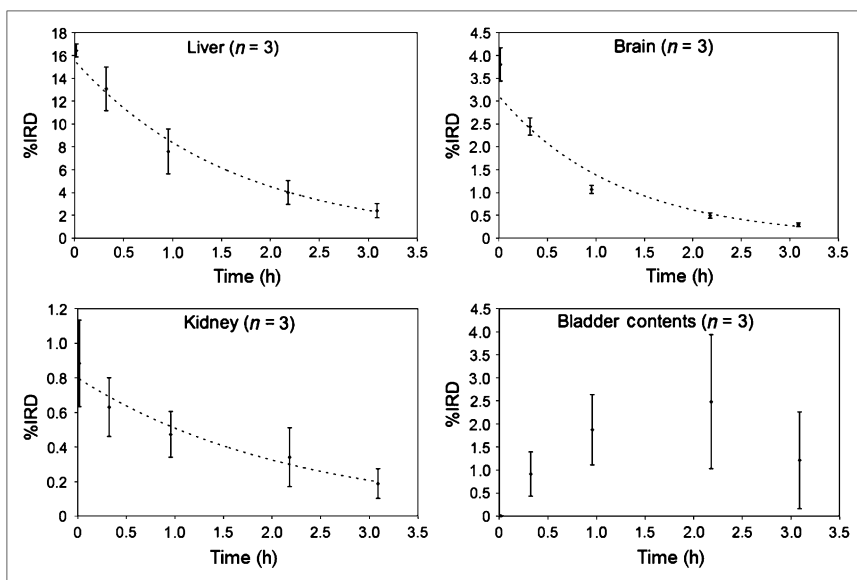 Liver (n = 3)
%IRD
18
16
14
12
10
8
6
4
2
0
0 0.5 1.0 1.5 2.0 2.5 3.0 3.5
Time (h)
Brain (n = 3)
%IRD
4.5
4.0
3.5
3.0
2.5
2.0
1.5
1.0
0.5
0
0 0.5 1.0 1.5 2.0 2.5 3.0 3.5
Time (h)
Kidney (n = 3)
%IRD
1.2
1.0
0.8
0.6
0.4
0.2
0
0 0.5 1.0 1.5 2.0 2.5 3.0 3.5
Time (h)
Bladder contents (n = 3)
%IRD
4.5
4.0
3.5
3.0
2.5
2.0
1.5
1.0
0.5
0
0 0.5 1.0 1.5 2.0 2.5 3.0 3.5
Time (h)